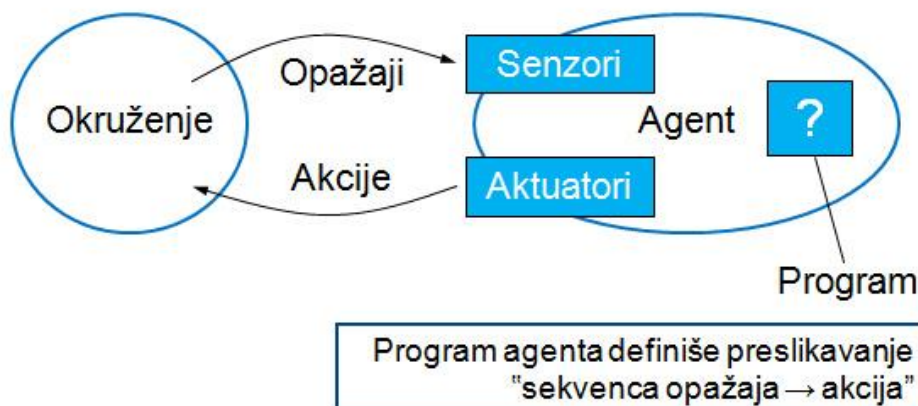 Opažaji
Senzori
Okruženje
Agent
?
Akcije
Aktuatori
Program
Program agenta definiše preslikavanje
"sekvenca opažaja → akcija"